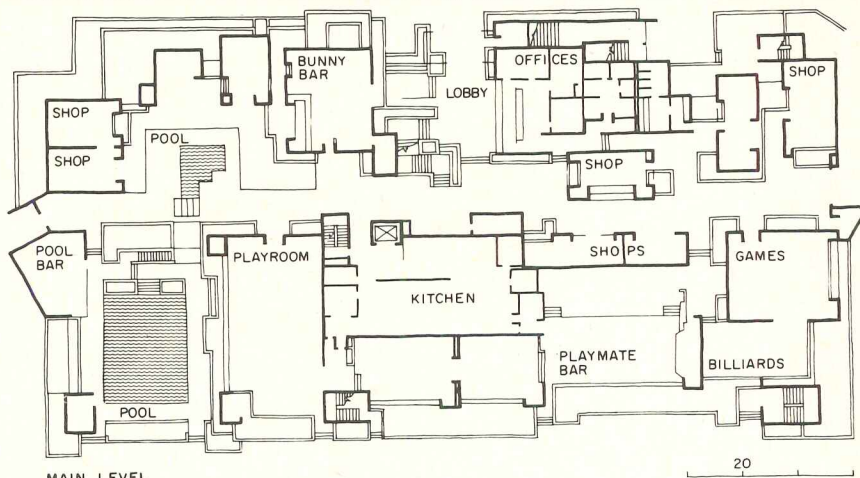 BUNNY
BAR
OFFICES
LOBBY
SHOP
SHOP
SHOP
POOL
SHOP
POOL
BAR
PLAYROOM
KITCHEN
SHOPS
GAMES
PLAYMATE
BAR
BILLIARDS
POOL
MAIN LEVEL
20